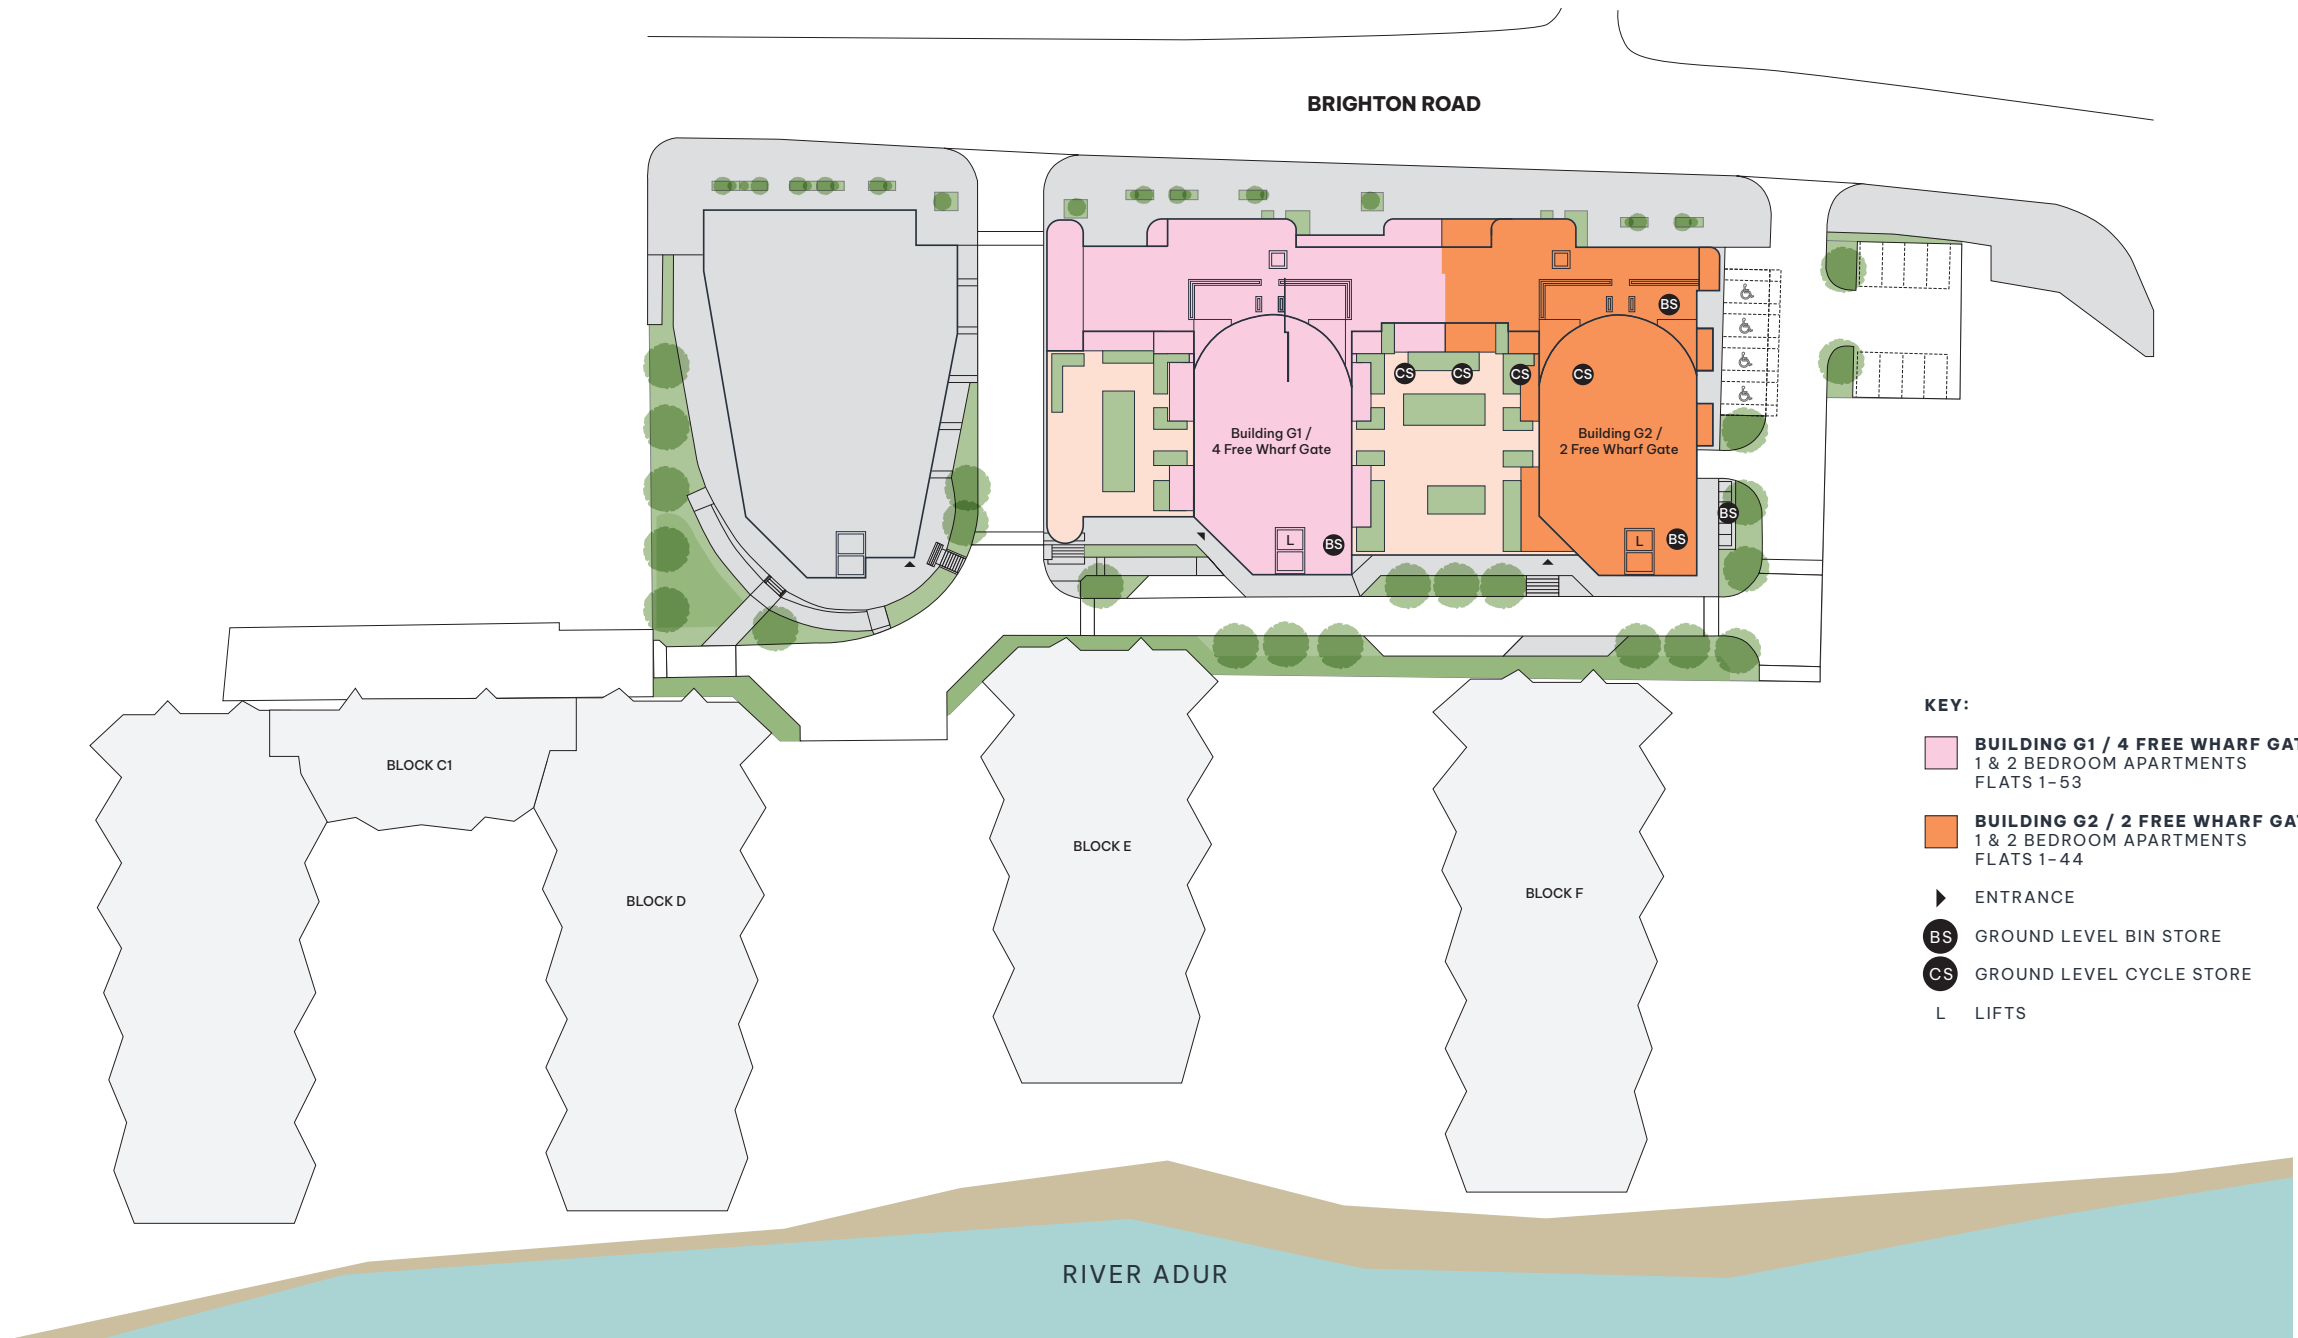 BRIGHTON ROAD
BS
CS
CS
CS
CS
Building G1 /
4 Free Wharf Gate
Building G2 /
2 Free Wharf Gate
BS
L
BS
L
BS
BLOCK C1
BLOCK D
BLOCK E
BLOCK F
KEY:
BUILDING G1 / 4 FREE WHARF GAT
1 & 2 BEDROOM APARTMENTS
FLATS 1–53
BUILDING G2 / 2 FREE WHARF GA
1 & 2 BEDROOM APARTMENTS
FLATS 1–44
ENTRANCE
BS GROUND LEVEL BIN STORE
CS GROUND LEVEL CYCLE STORE
L LIFTS
RIVER ADUR